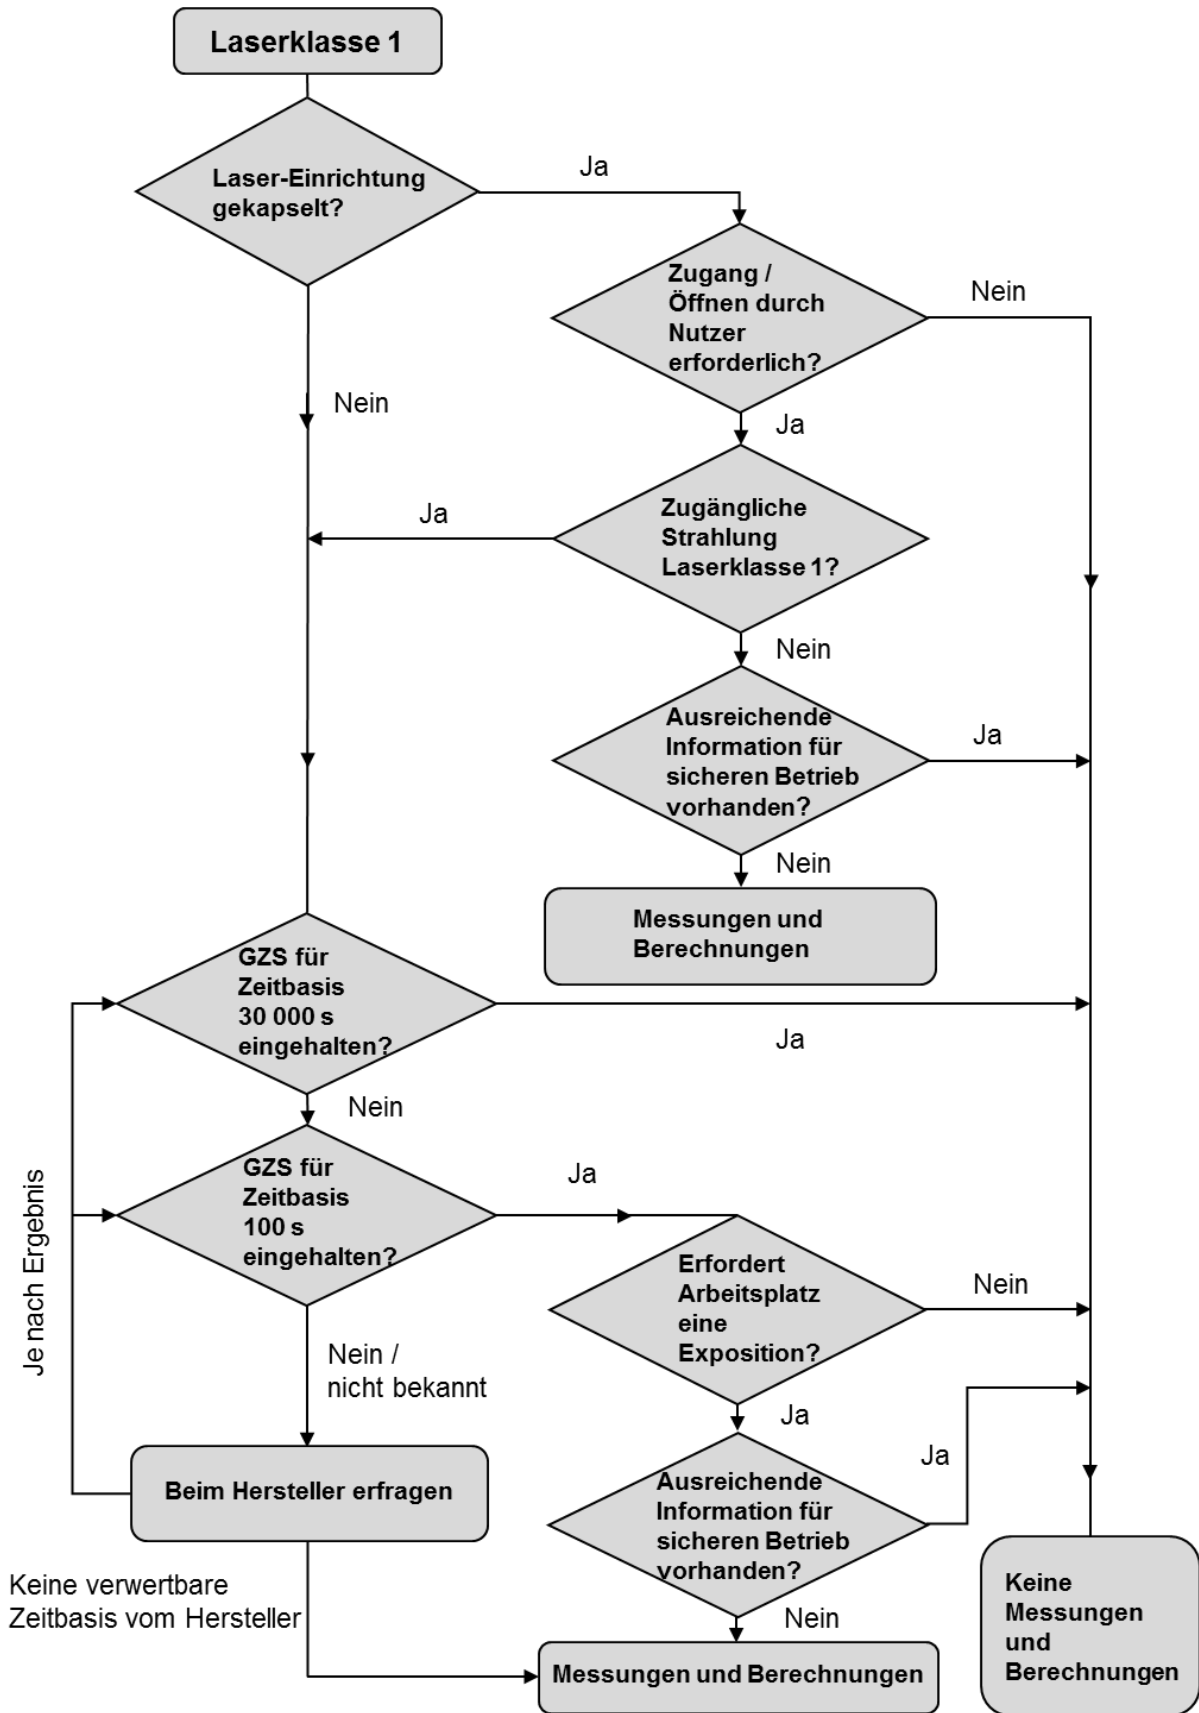 Laserklasse 1
Laser-Einrichtung
gekapselt?
Ja
Zugang /
Öffnen durch
Nutzer
erforderlich?
Nein
Nein
Ja
Zugängliche
Strahlung
Laserklasse 1?
Ja
Nein
Ausreichende
Information für
sicheren Betrieb
vorhanden?
Ja
Nein
Messungen und
Berechnungen
GZS für
Zeitbasis
30 000 s
eingehalten?
Ja
Nein
GZS für
Zeitbasis
100 s
eingehalten?
Ja
Je nach Ergebnis
Erfordert
Arbeitsplatz
eine
Exposition?
Nein
Nein /
nicht bekannt
Ja
Beim Hersteller erfragen
Ausreichende
Information für
sicheren Betrieb
vorhanden?
Ja
Nein
Keine verwertbare
Zeitbasis vom Hersteller
Messungen und Berechnungen
Keine
Messungen
und
Berechnungen